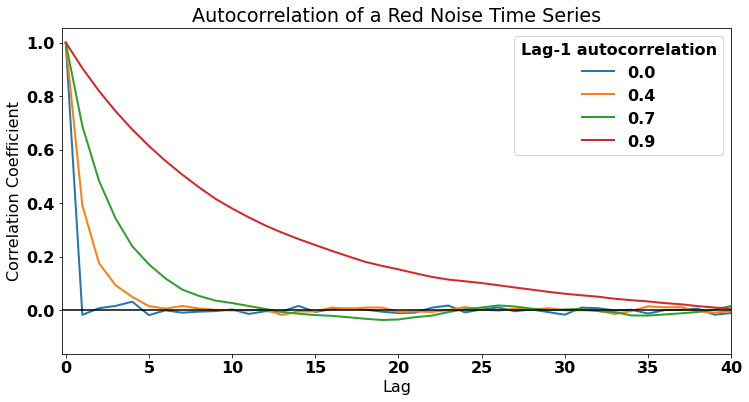 Autocorrelation of a Red Noise Time Series
Correlation Coefficient
1.0
0.8
0.6
0.4
0.2
0.0
Lag-1 autocorrelation
0.0
0.4
0.7
0.9
0 5 10 15 20 25 30 35 40
Lag